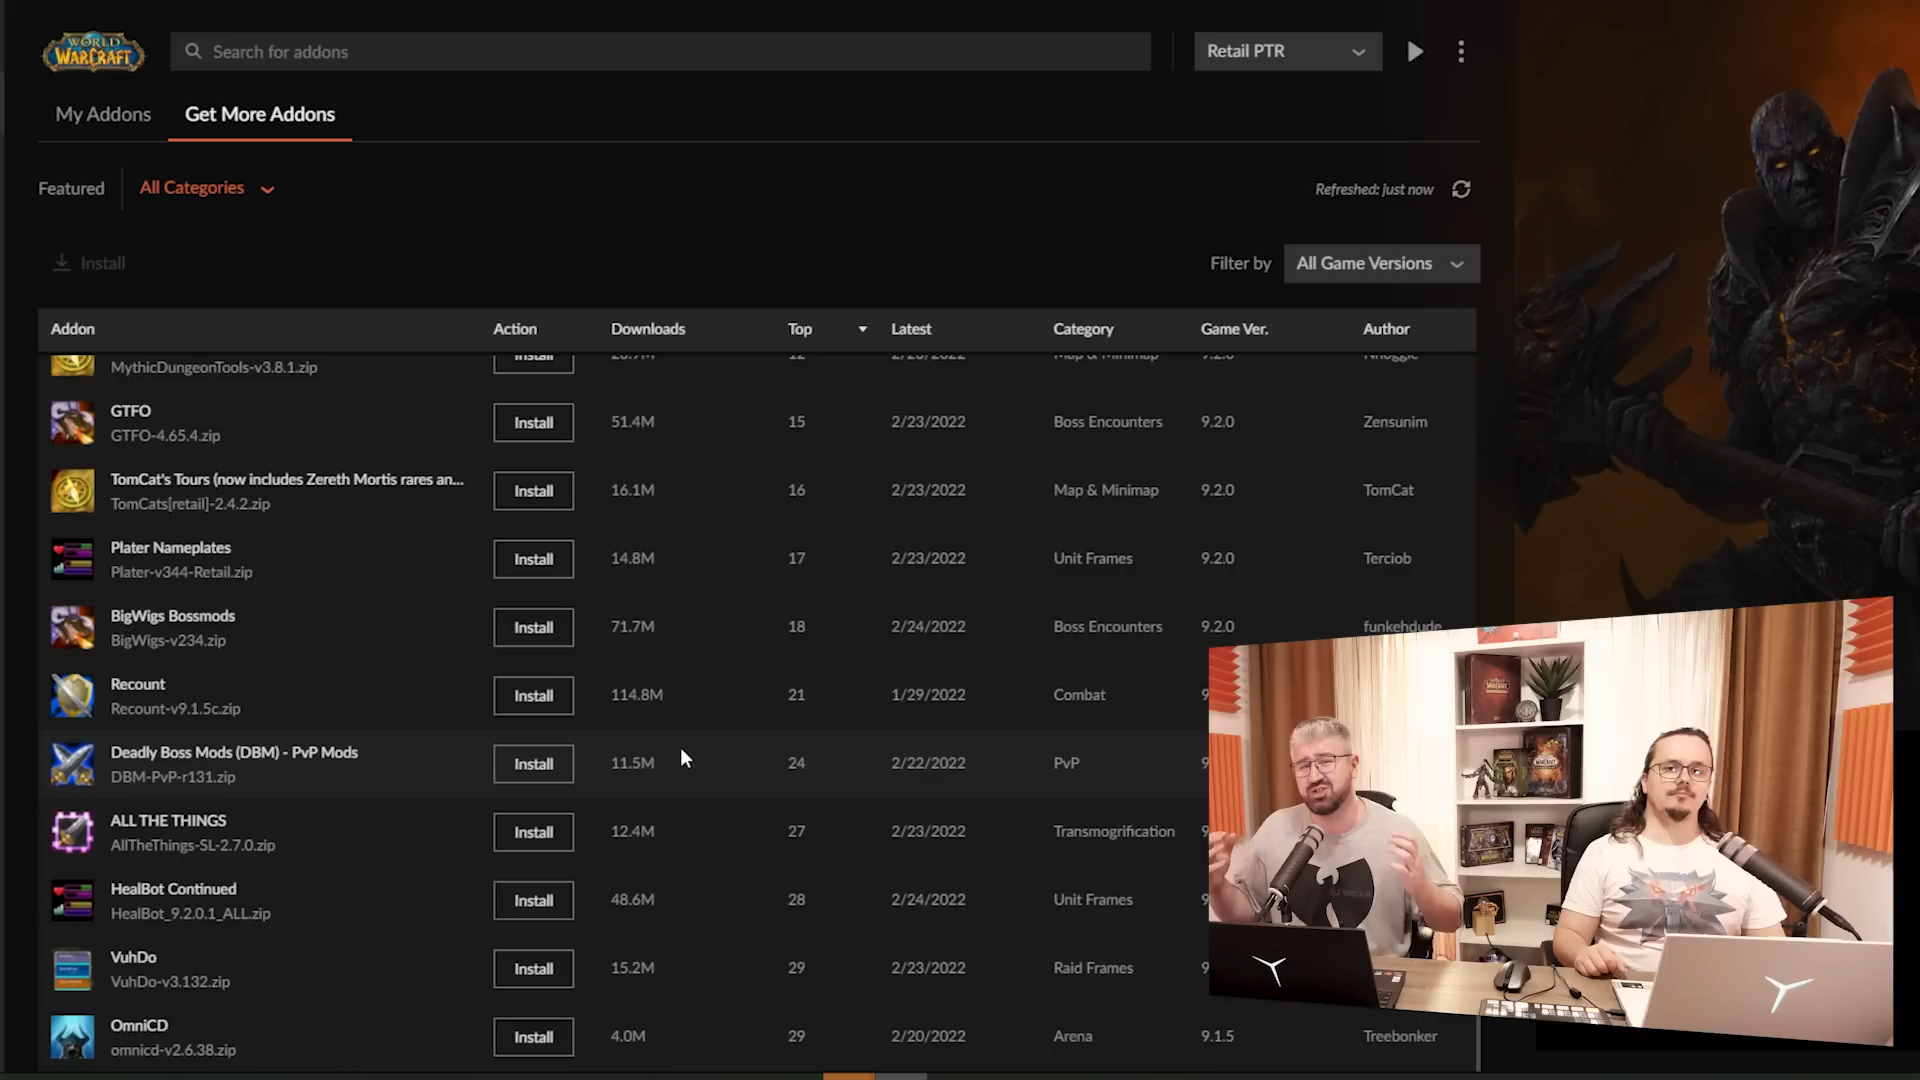 WORLD
WARCRAFT
Search for addons
Retail PTR
My Addons
Get More Addons
Featured
All Categories
Refreshed: just now
Install
Filter by
All Game Versions
Addon
Action
Downloads
Top
Latest
Category
Game Ver.
Author
MythicDungeonTools-v3.8.1.zip
Install
12
Map & Minimap
GTFO
GTFO-4.65.4.zip
Install
51.4M
15
2/23/2022
Boss Encounters
9.2.0
Zensunim
TomCat's Tours (now includes Zereth Mortis rares an...
TomCats[retail]-2.4.2.zip
Install
16.1M
16
2/23/2022
Map & Minimap
9.2.0
TomCat
Plater Nameplates
Plater-v344-Retail.zip
Install
14.8M
17
2/23/2022
Unit Frames
9.2.0
Terciob
BigWigs Bossmods
BigWigs-v234.zip
Install
71.7M
18
2/24/2022
Boss Encounters
9.2.0
funkehdude
Recount
Recount-v9.1.5c.zip
Install
114.8M
21
1/29/2022
Combat
9
Deadly Boss Mods (DBM) - PvP Mods
DBM-PvP-r131.zip
Install
11.5M
24
2/22/2022
PvP
9
ALL THE THINGS
AllTheThings-SL-2.7.0.zip
Install
12.4M
27
2/23/2022
Transmogrification
9
HealBot Continued
HealBot_9.2.0.1_ALL.zip
Install
48.6M
28
2/24/2022
Unit Frames
9
VuhDo
VuhDo-v3.132.zip
Install
15.2M
29
2/23/2022
Raid Frames
9
OmniCD
omnicd-v2.6.38.zip
Install
4.0M
29
2/20/2022
Arena
9.1.5
Treebonker